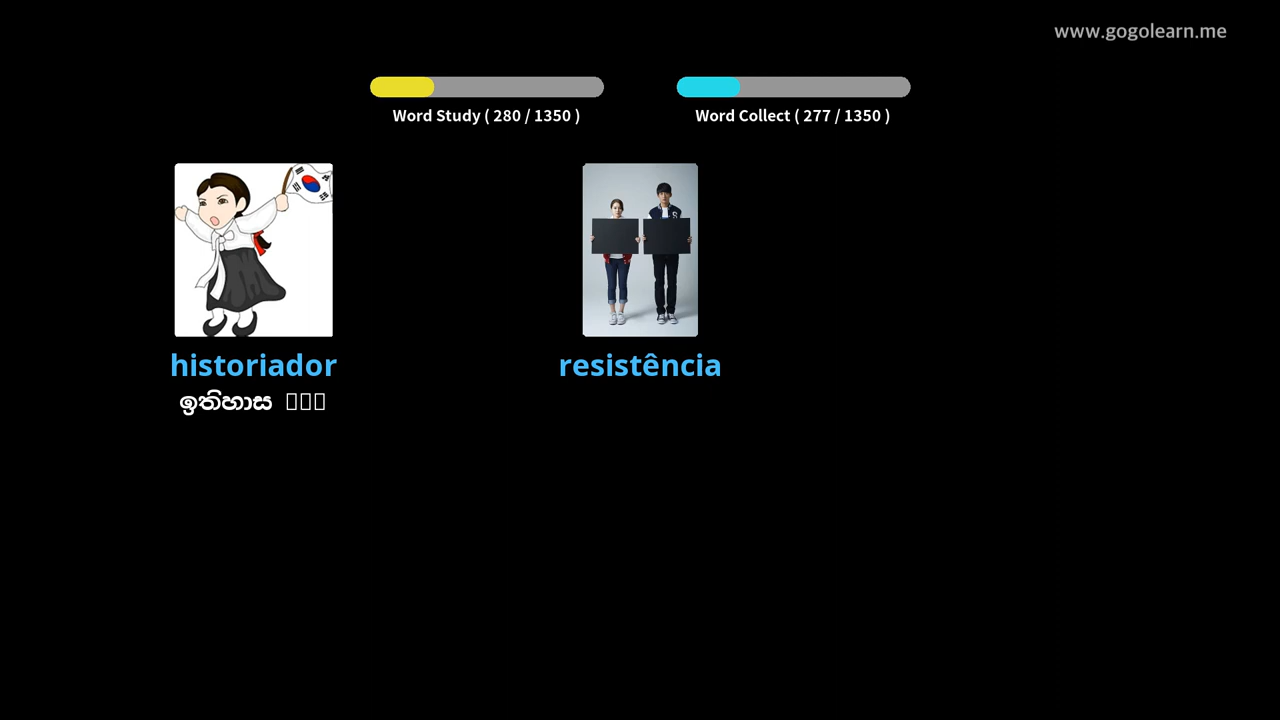 www.gogolearn.me
Word Study ( 280 / 1350 )
Word Collect ( 277 / 1350 )
historiador
resistência
ඉතිහාස